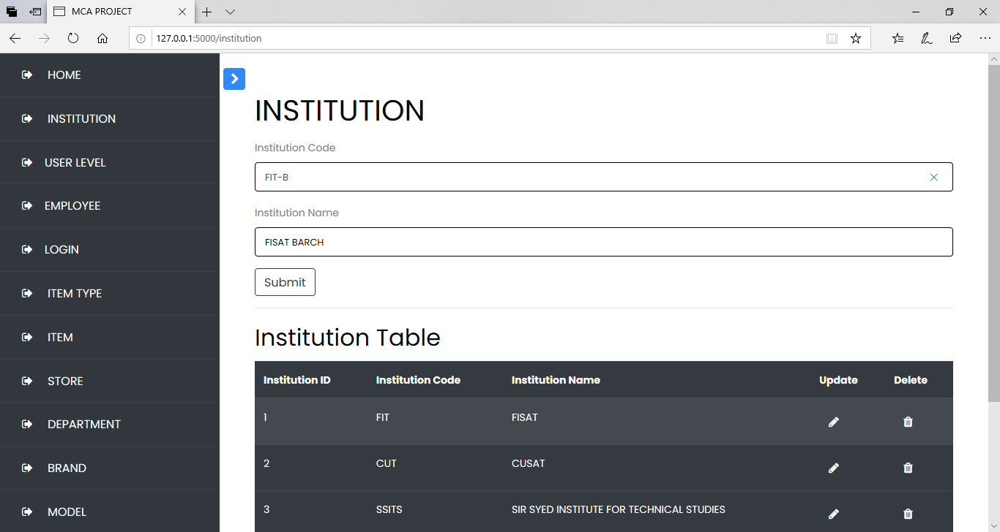 MCA PROJECT
127.0.0.1:5000/institution
HOME
INSTITUTION
USER LEVEL
EMPLOYEE
LOGIN
ITEM TYPE
ITEM
STORE
DEPARTMENT
BRAND
MODEL
INSTITUTION
Institution Code
FIT-B
Institution Name
FISAT BARCH
Submit
Institution Table
Institution ID Institution Code Institution Name Update Delete
1 FIT FISAT
2 CUT CUSAT
3 SSITS SIR SYED INSTITUTE FOR TECHNICAL STUDIES